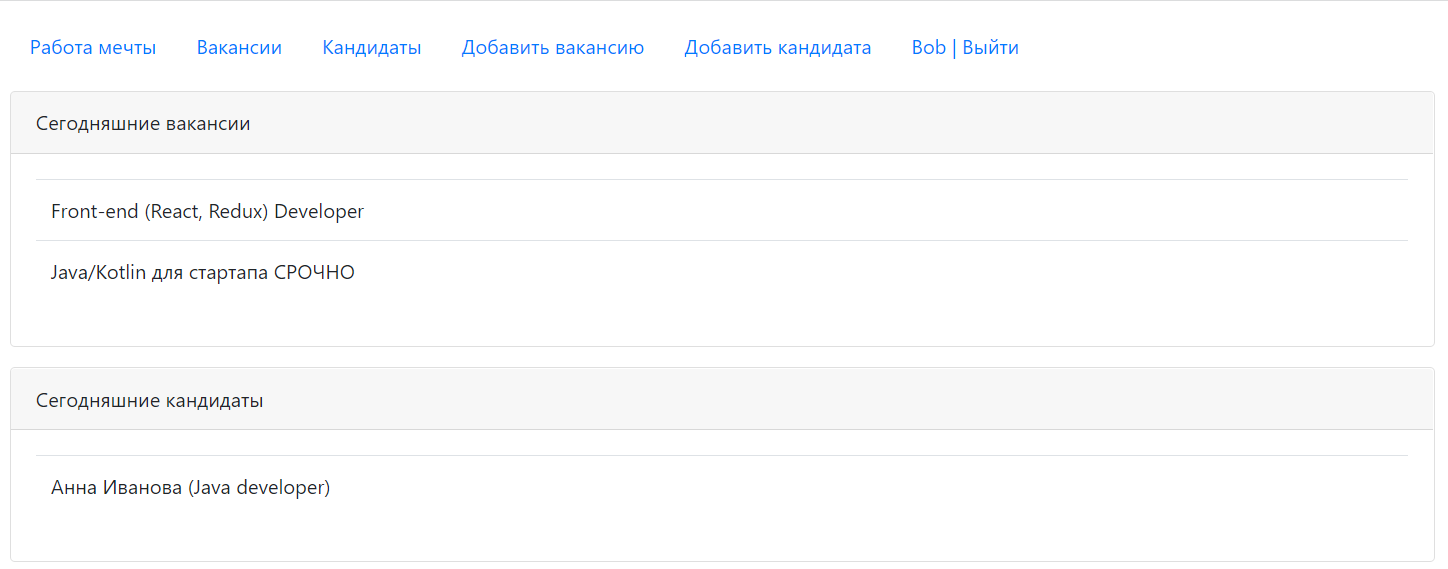 Работа мечты Вакансии Кандидаты Добавить вакансию Добавить кандидата Bob | Выйти
Сегодняшние вакансии
Front-end (React, Redux) Developer
Java/Kotlin для стартапа СРОЧНО
Сегодняшние кандидаты
Анна Иванова (Java developer)